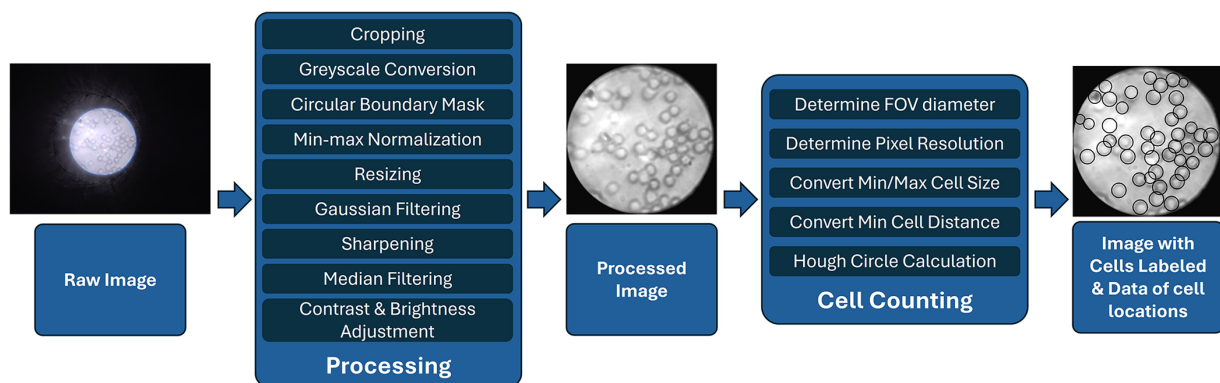 Raw Image
Cropping
Greyscale Conversion
Circular Boundary Mask
Min-max Normalization
Resizing
Gaussian Filtering
Sharpening
Median Filtering
Contrast & Brightness
Adjustment
Processing
Processed
Image
Determine FOV diameter
Determine Pixel Resolution
Convert Min/Max Cell Size
Convert Min Cell Distance
Hough Circle Calculation
Cell Counting
Image with
Cells Labeled
& Data of cell
locations